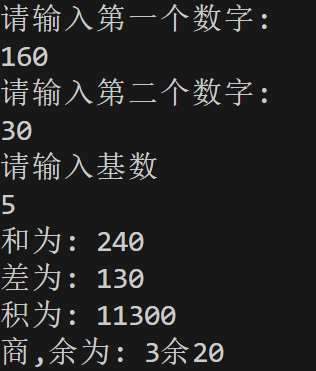 请输入第一个数字:
160
请输入第二个数字:
30
请输入基数
5
和为: 240
差为: 130
积为: 11300
商,余为: 3余20